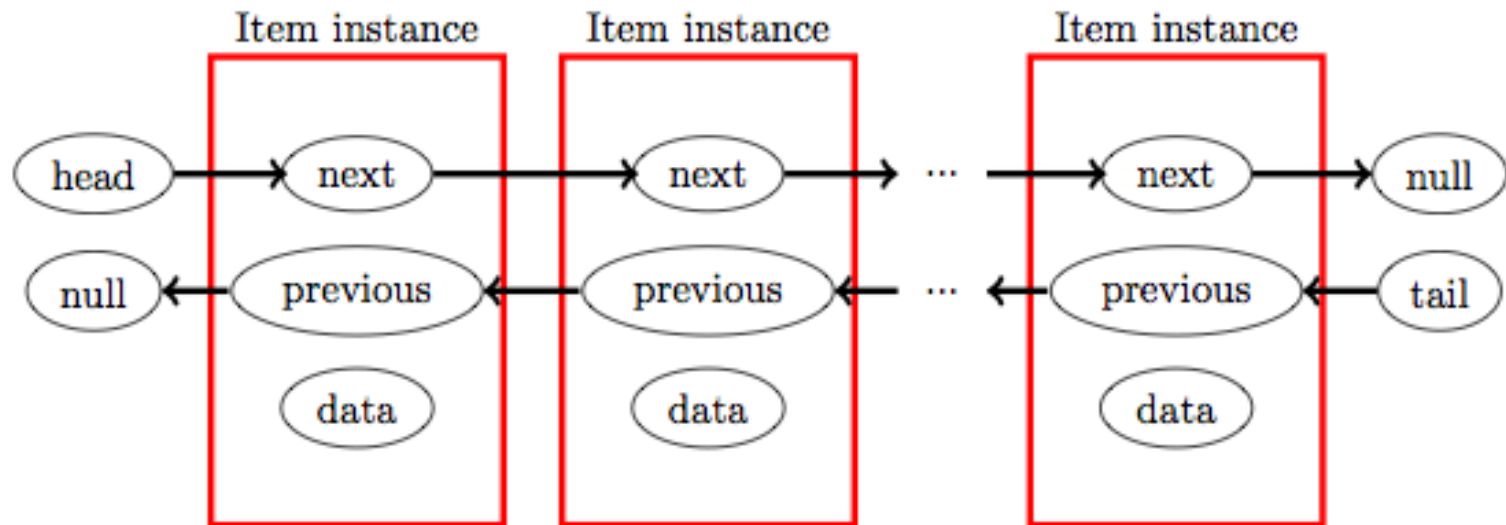 Item instance Item instance Item instance
head next next ... next null
null previous previous ... previous tail
data data data